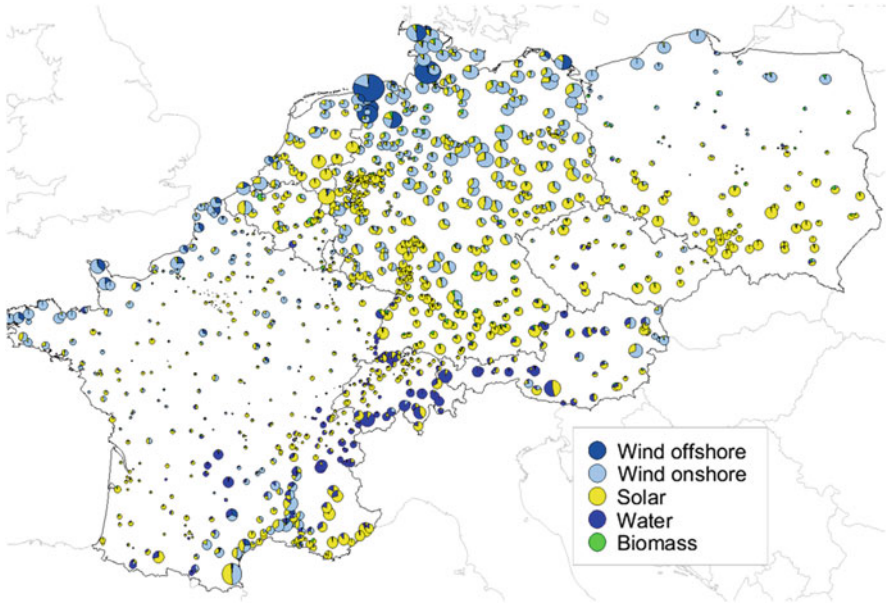 Wind offshore
Wind onshore
Solar
Water
Biomass